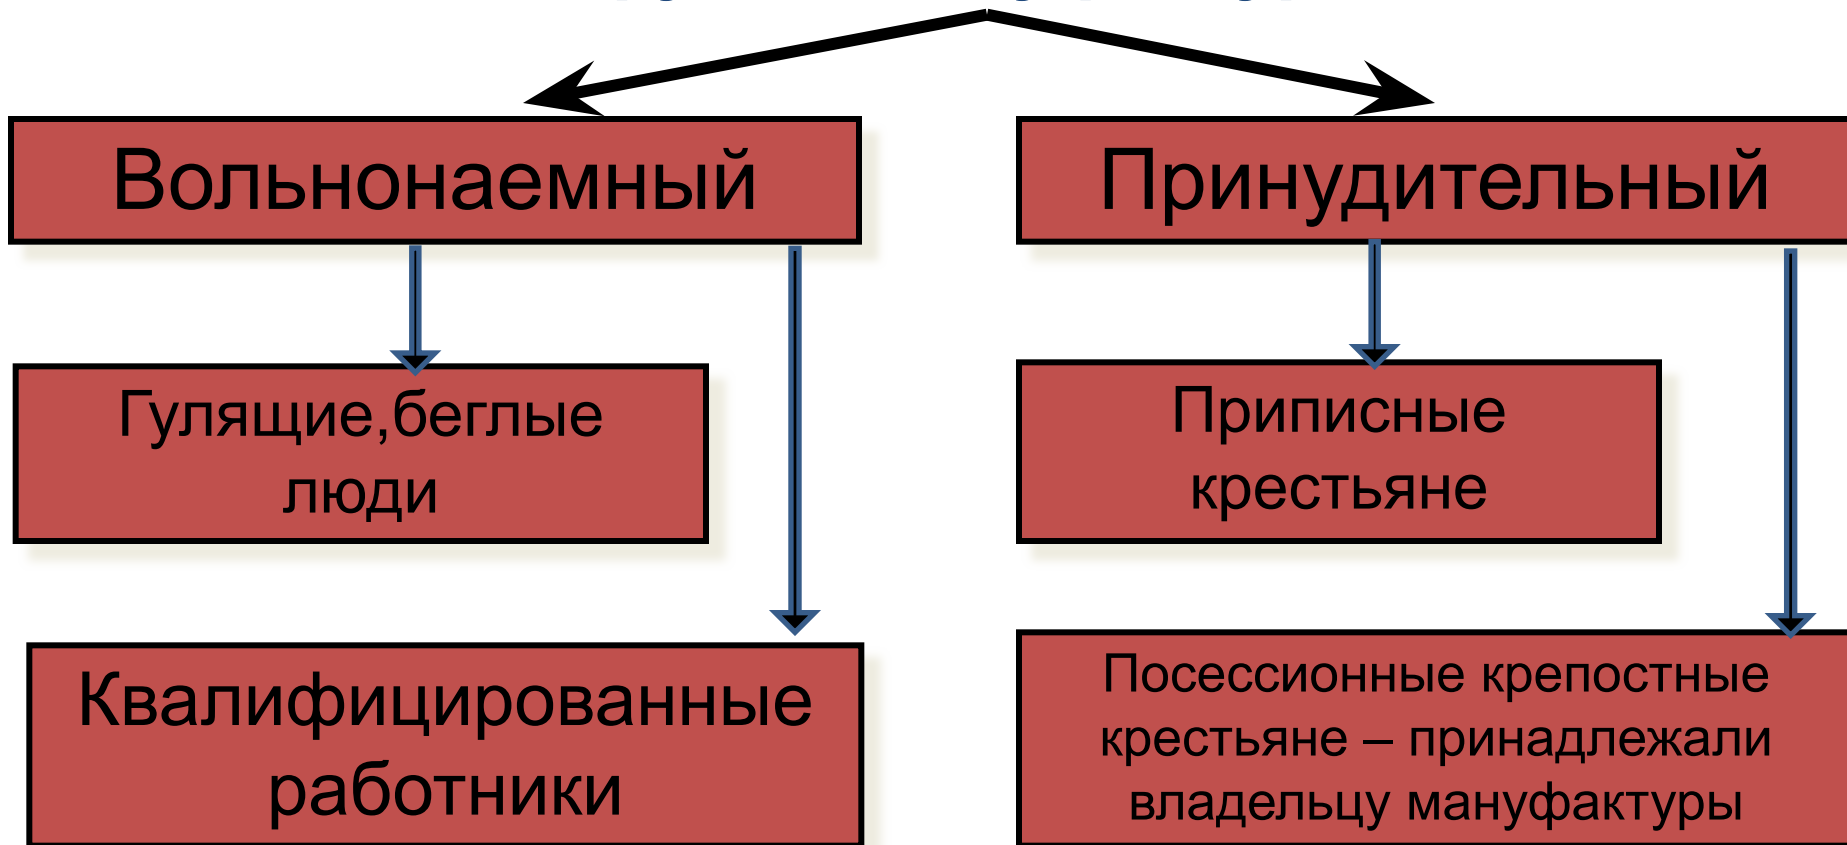 Вольнонаемный
Принудительный
Гулящие,беглые
люди
Приписные
крестьяне
Квалифицированные
работники
Посессионные крепостные
крестьяне – принадлежали
владельцу мануфактуры